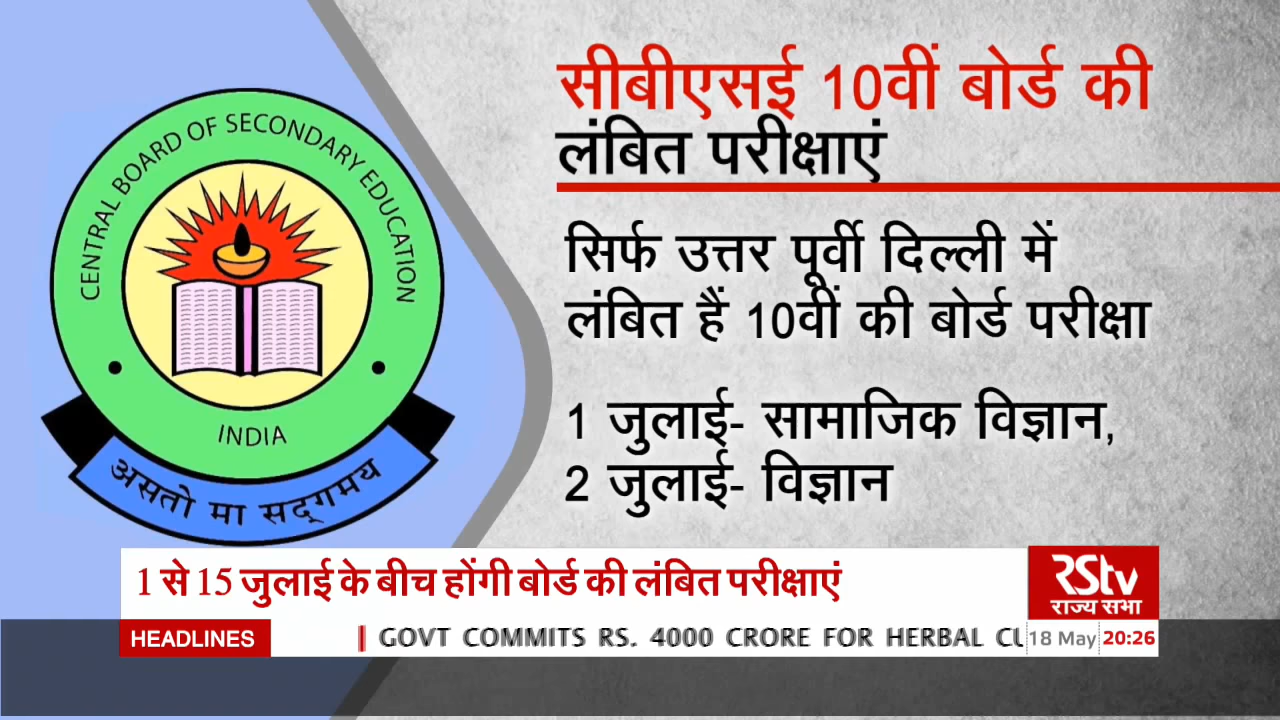 सीबीएसई 10वीं बोर्ड की
लंबित परीक्षाएं
सिर्फ उत्तर पूर्वी दिल्ली में
लंबित हैं 10वीं की बोर्ड परीक्षा
1 जुलाई- सामाजिक विज्ञान,
2 जुलाई- विज्ञान
CENTRAL BOARD OF SECONDARY EDUCATION
INDIA
असतो मा सद्गमय
1 से 15 जुलाई के बीच होंगी बोर्ड की लंबित परीक्षाएं
RStv
राज्य सभा
HEADLINES
| GOVT COMMITS RS. 4000 CRORE FOR HERBAL
18 May 20:26